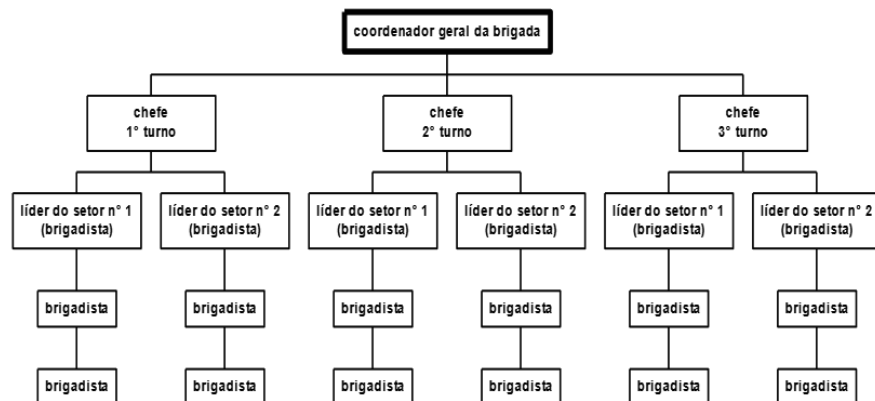 coordenador geral da brigada
chefe
1° turno
chefe
2° turno
chefe
3° turno
líder do setor n° 1
(brigadista)
líder do setor n° 2
(brigadista)
líder do setor n° 1
(brigadista)
líder do setor n° 2
(brigadista)
líder do setor n° 1
(brigadista)
líder do setor n° 2
(brigadista)
brigadista
brigadista
brigadista
brigadista
brigadista
brigadista
brigadista
brigadista
brigadista
brigadista
brigadista
brigadista